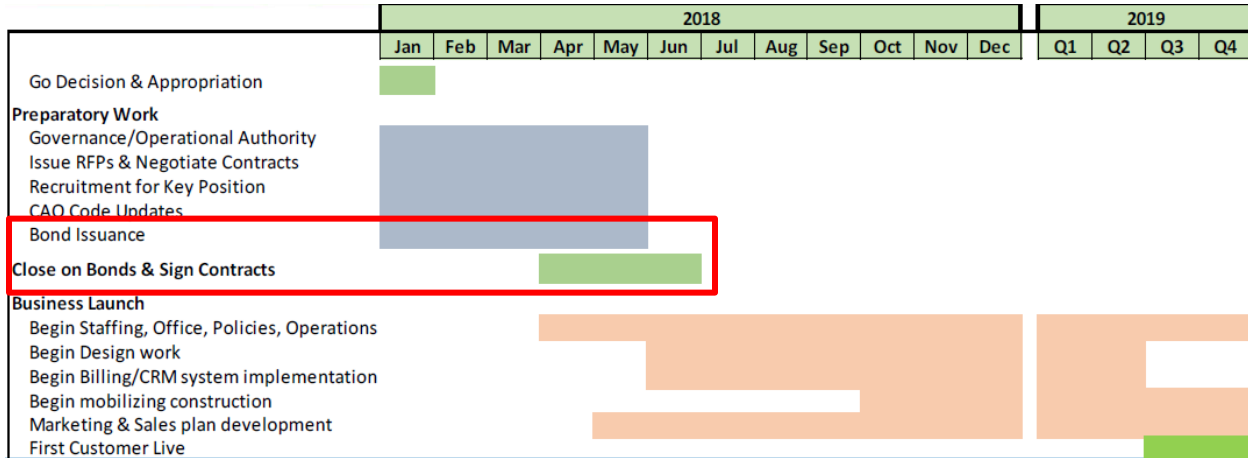 2018 2019
Jan Feb Mar Apr May Jun Jul Aug Sep Oct Nov Dec Q1 Q2 Q3 Q4
Go Decision & Appropriation
Preparatory Work
Governance/Operational Authority
Issue RFPs & Negotiate Contracts
Recruitment for Key Position
CAO Code Updates
Bond Issuance
Close on Bonds & Sign Contracts
Business Launch
Begin Staffing, Office, Policies, Operations
Begin Design work
Begin Billing/CRM system implementation
Begin mobilizing construction
Marketing & Sales plan development
First Customer Live